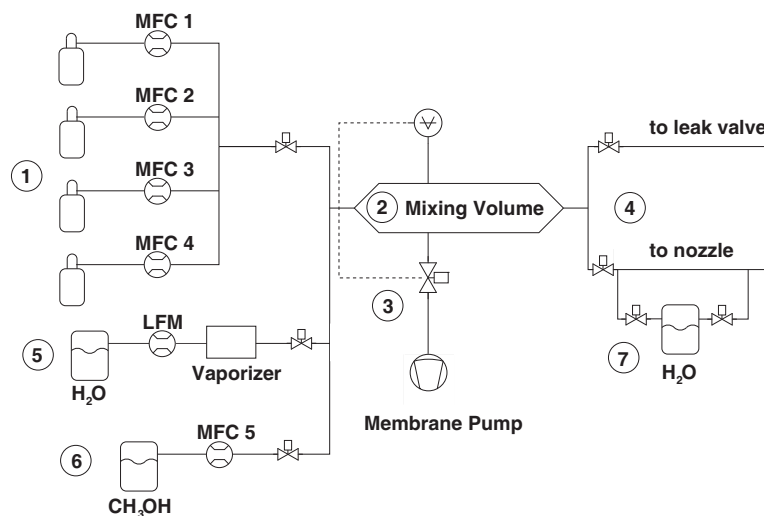 MFC 1
MFC 2
to leak valve
1
MFC 3
2
Mixing Volume
4
MFC 4
to nozzle
3
LFM
5
Vaporizer
H₂O
7
H₂O
Membrane Pump
MFC 5
6
CH₃OH